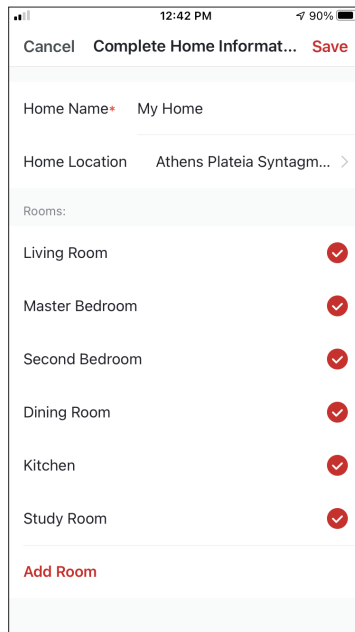 12:42 PM 90%
Cancel Complete Home Informat... Save
Home Name* My Home
Home Location Athens Plateia Syntagm...
Rooms:
Living Room
Master Bedroom
Second Bedroom
Dining Room
Kitchen
Study Room
Add Room